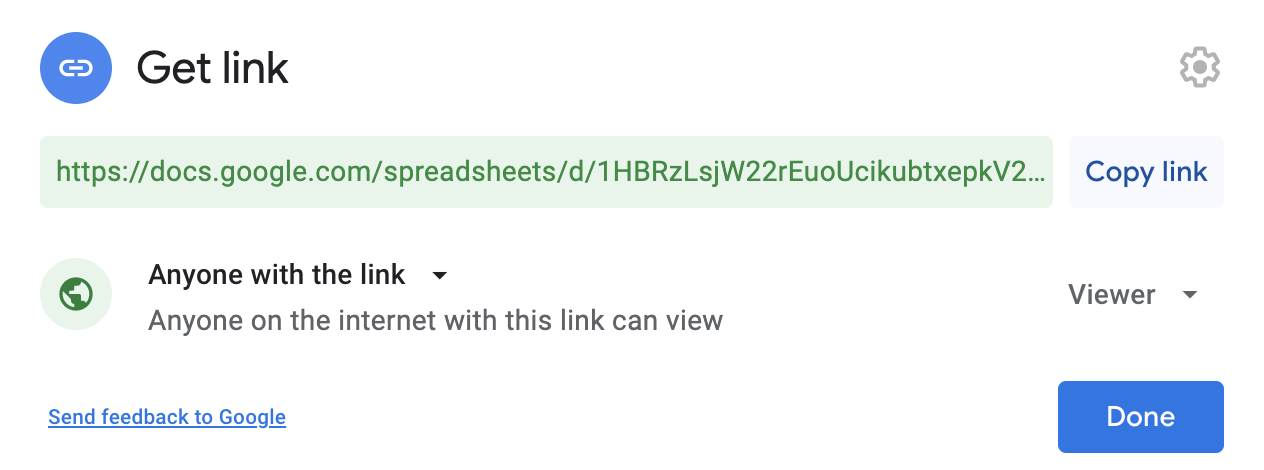 Get link
https://docs.google.com/spreadsheets/d/1HBRzLsjW22rEuoUcikubtxepkV2...
Copy link
Anyone with the link
Anyone on the internet with this link can view
Viewer
Send feedback to Google
Done